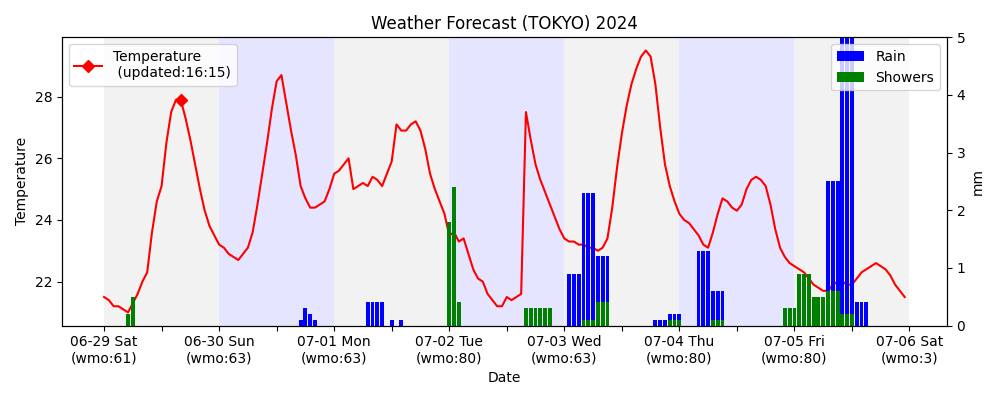 Weather Forecast (TOKYO) 2024
Temperature
(updated:16:15)
Rain
Showers
Temperature
28
26
24
22
5
4
3
2
1
0
mm
06-29 Sat
(wmo:61)
06-30 Sun
(wmo:63)
07-01 Mon
(wmo:63)
07-02 Tue
(wmo:80)
07-03 Wed
(wmo:63)
07-04 Thu
(wmo:80)
07-05 Fri
(wmo:80)
07-06 Sat
(wmo:3)
Date